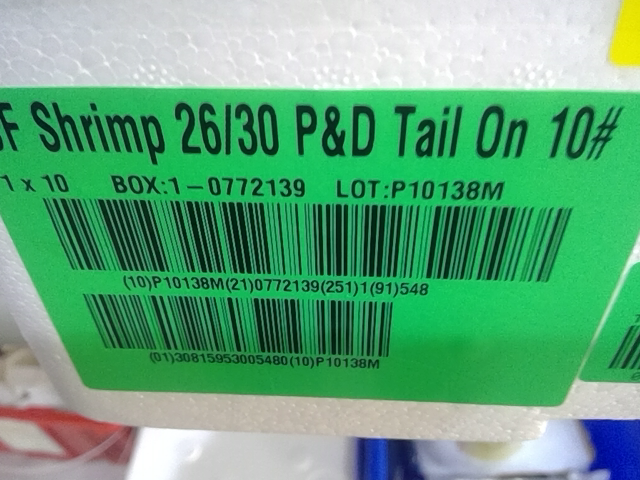 F Shrimp 26/30 P&D Tail On 10#
1 x 10 BOX:1-0772139 LOT:P10138M
(10)P10138M(21)0772139(251)1(91)548
(01)30815953005480(10)P10138M